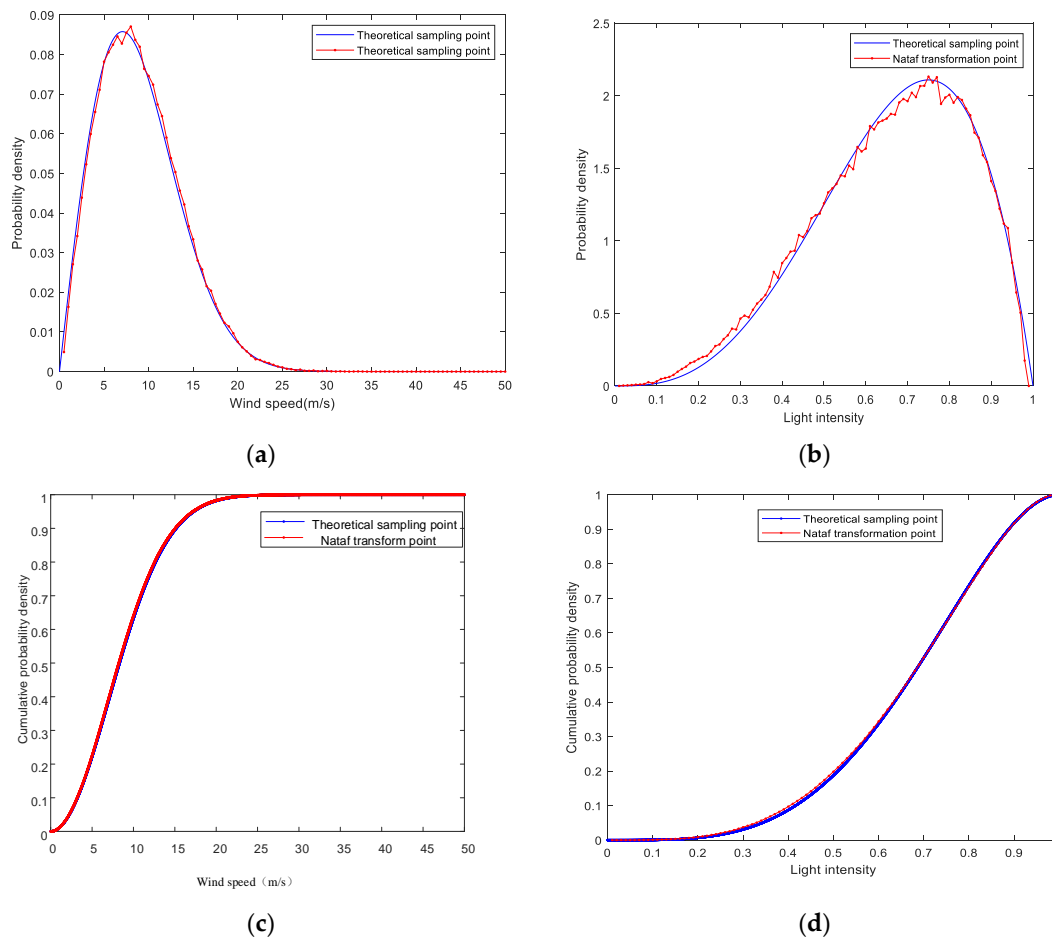 0.09
0.08
0.07
0.06
0.05
0.04
0.03
0.02
0.01
0
Probability density
Theoretical sampling point
Theoretical sampling point
0 5 10 15 20 25 30 35 40 45 50
Wind speed(m/s)
(a)
2.5
2
1.5
1
0.5
0
Probability density
Theoretical sampling point
Nataf transformation point
0 0.1 0.2 0.3 0.4 0.5 0.6 0.7 0.8 0.9 1
Light intensity
(b)
1
0.9
0.8
0.7
0.6
0.5
0.4
0.3
0.2
0.1
0
Cumulative probability density
Theoretical sampling point
Nataf transform point
0 5 10 15 20 25 30 35 40 45 50
Wind speed（m/s）
(c)
1
0.9
0.8
0.7
0.6
0.5
0.4
0.3
0.2
0.1
0
Cumulative probability density
Theoretical sampling point
Nataf transformation point
0 0.1 0.2 0.3 0.4 0.5 0.6 0.7 0.8 0.9
Light intensity
(d)